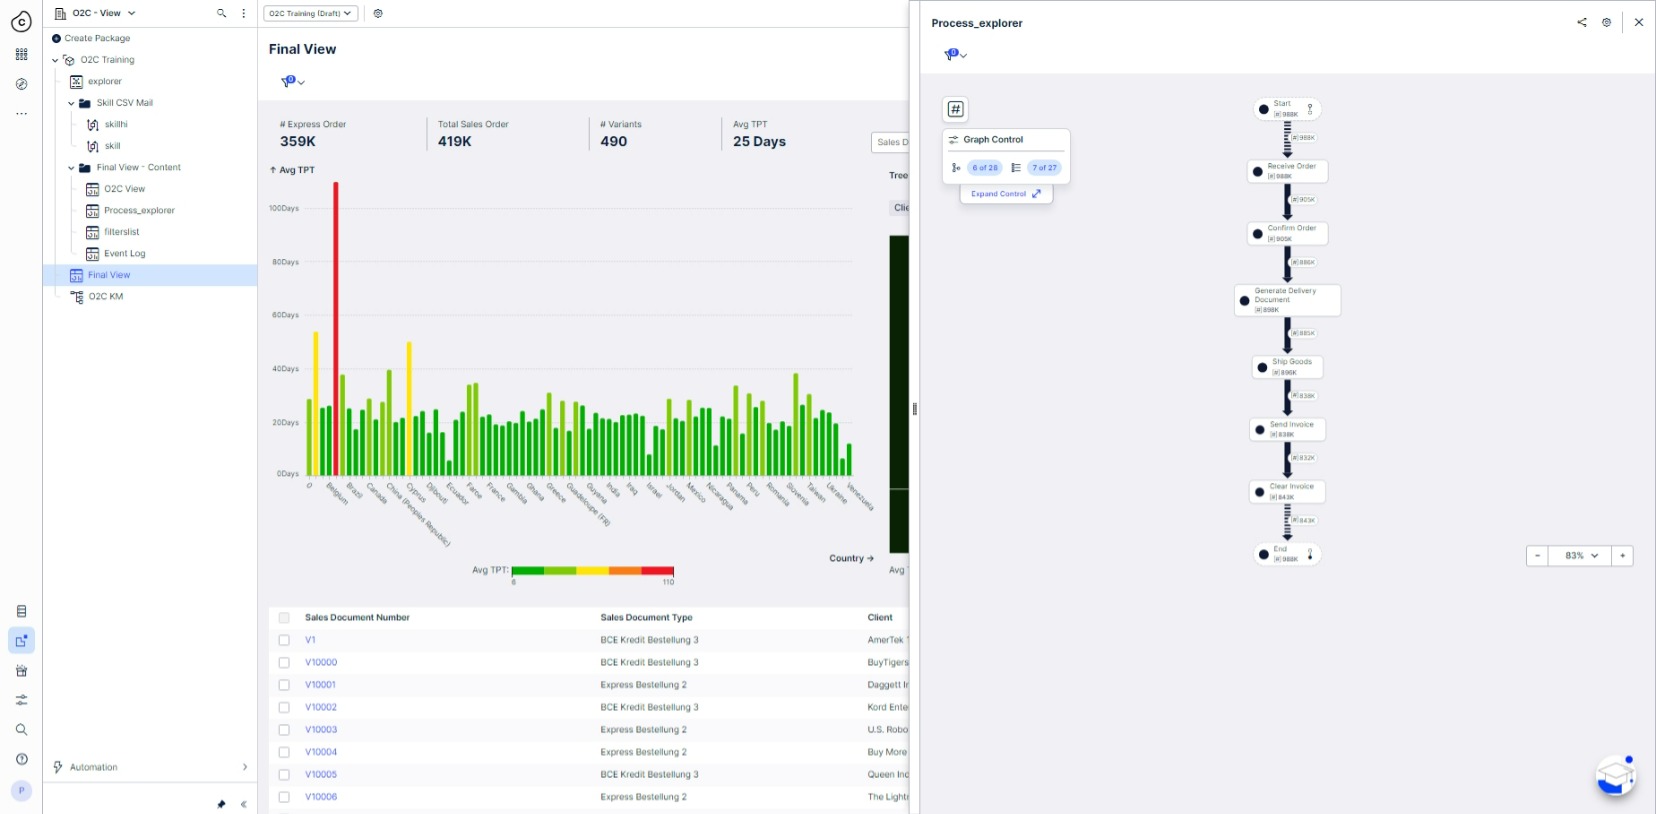 O2C - View
Create Package
O2C Training
explorer
Skill CSV Mail
skillhi
skill
Final View - Content
O2C View
Process_explorer
filterslist
Event Log
Final View
O2C KM
Automation
P
O2C Training (Draft)
Final View
0
# Express Order
359K
Total Sales Order
419K
# Variants
490
Avg TPT
25 Days
Sales D
↑ Avg TPT
100Days
80Days
60Days
40Days
20Days
0Days
0
Belgium
Brazil
Canada
China (Peoples Republic)
Cyprus
Djibouti
Ecuador
Faroe
France
Gambia
Ghana
Greece
Guadeloupe (FR)
Guyana
India
Iraq
Israel
Jordan
Mexico
Nicaragua
Panama
Peru
Romania
Slovenia
Taiwan
Ukraine
Venezuela
Country →
Avg TPT:
6
110
Tree
Clie
Avg
Sales Document Number Sales Document Type Client
V1 BCE Kredit Bestellung 3 AmerTek
V10000 BCE Kredit Bestellung 3 BuyTigers
V10001 Express Bestellung 2 Daggett
V10002 BCE Kredit Bestellung 3 Kord Ente
V10003 Express Bestellung 2 U.S. Robo
V10004 Express Bestellung 2 Buy More
V10005 BCE Kredit Bestellung 3 Queen Inc
V10006 Express Bestellung 2 The Light
Process_explorer
0
#
Graph Control
6 of 28
7 of 27
Expand Control
Start
[#] 988K
[#] 988K
Receive Order
[#] 988K
[#] 905K
Confirm Order
[#] 905K
[#] 886K
Generate Delivery
Document
[#] 898K
[#] 885K
Ship Goods
[#] 896K
[#] 838K
Send Invoice
[#] 838K
[#] 832K
Clear Invoice
[#] 843K
[#] 843K
End
[#] 988K
− 83% +